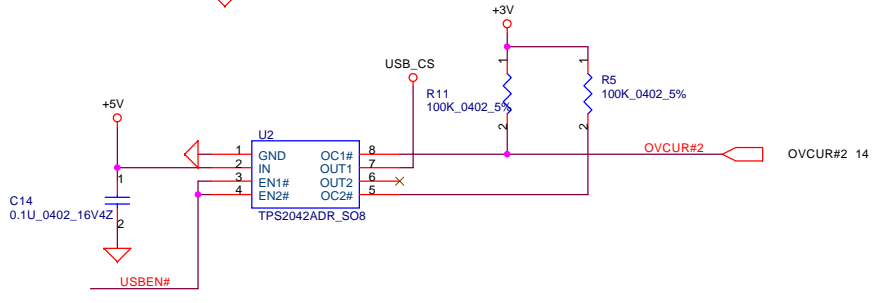 +3V
USB_CS
1
1
R11
100K_0402_5%
R5
100K_0402_5%
+5V
2
2
U2
1 GND OC1# 8
2 IN OUT1 7
3 EN1# OUT2 6
4 EN2# OC2# 5
TPS2042ADR_SO8
OVCUR#2
OVCUR#2 14
1
C14
0.1U_0402_16V4Z
2
USBEN#